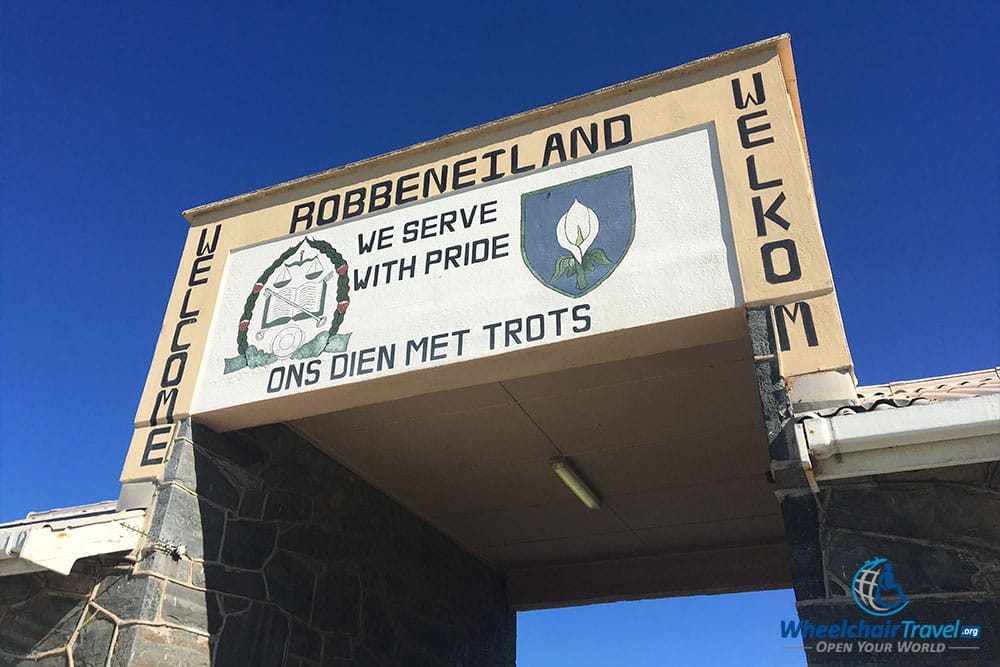 ROBBENEILAND
WELCOME
WE SERVE
WITH PRIDE
ONS DIEN MET TROTS
WELKOM
WheelchairTravel.org
OPEN YOUR WORLD